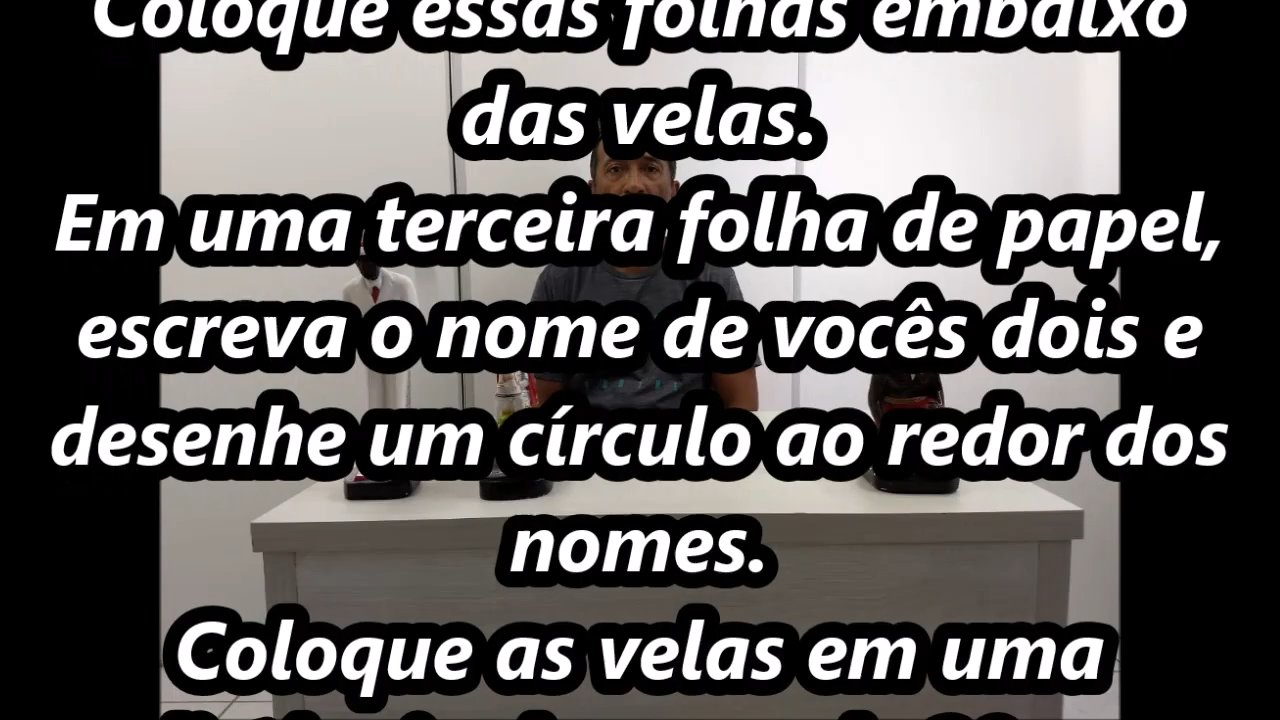 Coloque essas folhas embaixo
das velas.
Em uma terceira folha de papel,
escreva o nome de vocês dois e
desenhe um círculo ao redor dos
nomes.
Coloque as velas em uma